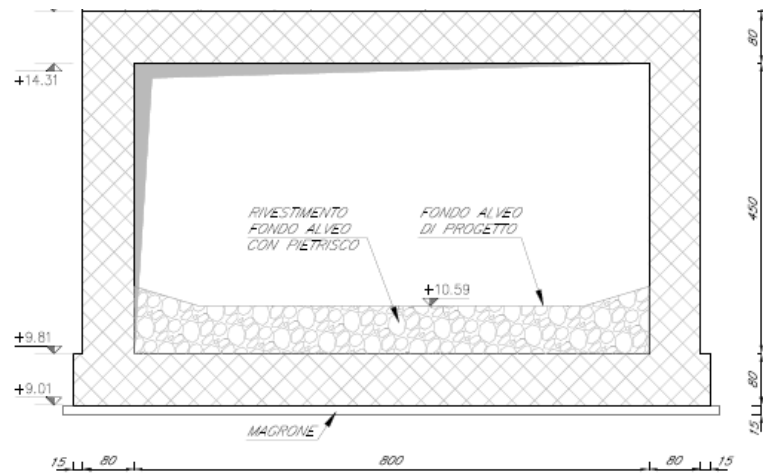 80
+14.31
450
RIVESTIMENTO
FONDO ALVEO
CON PIETRISCO
FONDO ALVEO
DI PROGETTO
+10.59
+9.81
+9.01
80
15
MAGRONE
15
80
800
80
15